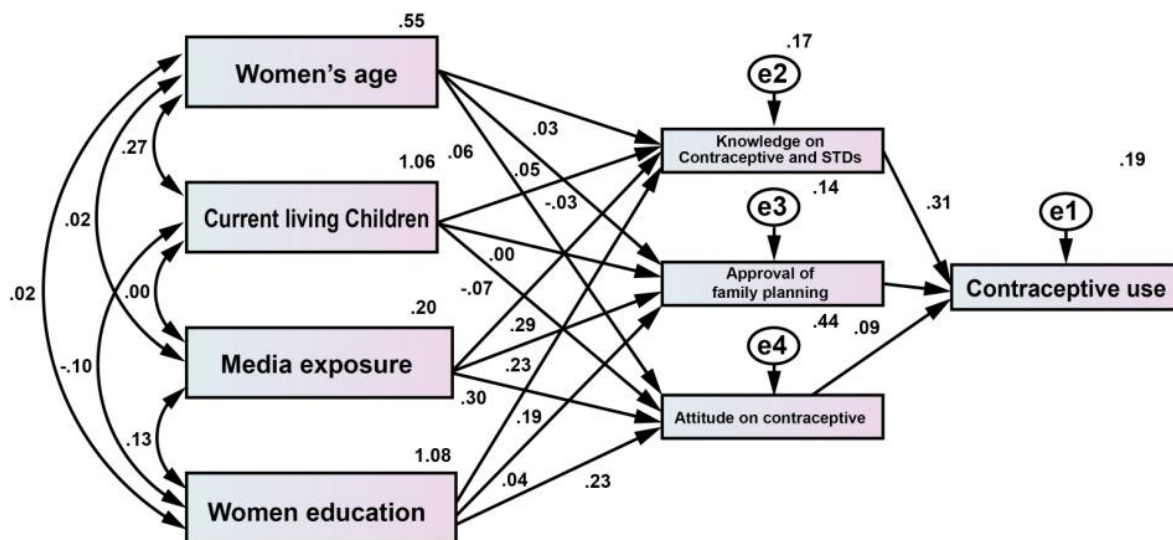 .55
Women's age
.17
e2
.03
.27
.06
1.06
Knowledge on
Contraceptive and STDs
.19
.05
-.03
.14
Current living Children
.02
.31
e3
e1
.00
.02
.00
-.07
Approval of
family planning
Contraceptive use
.20
.29
.44
.09
Media exposure
e4
-.10
.23
.30
.19
Attitude on contraceptive
.13
1.08
.04
.23
Women education